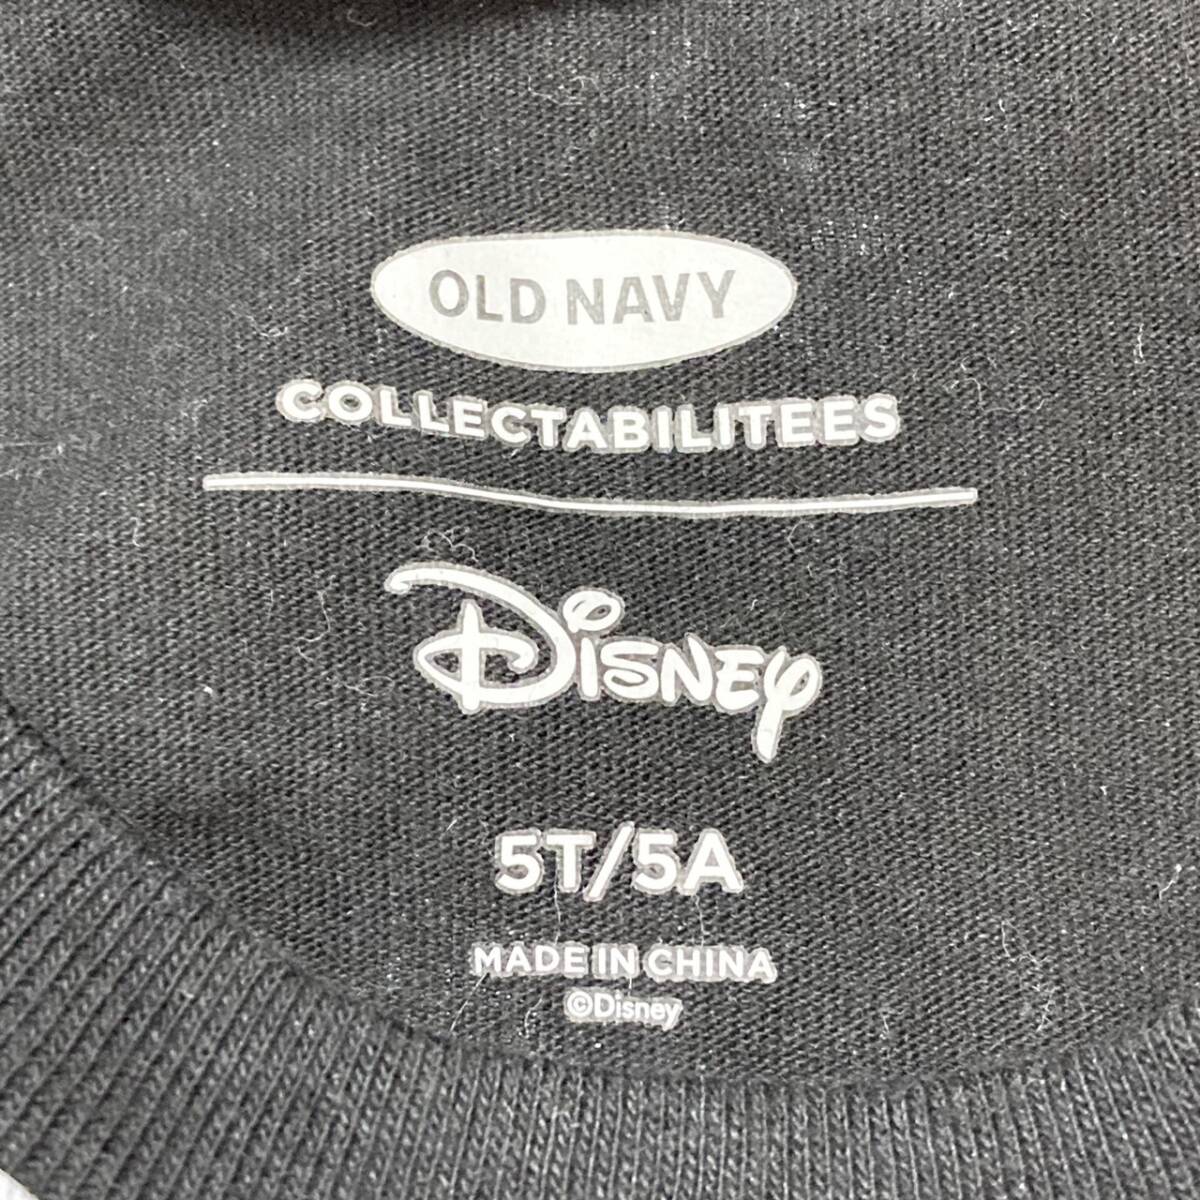 OLD NAVY
COLLECTABILITEES
Disney
5T/5A
MADE IN CHINA
©Disney